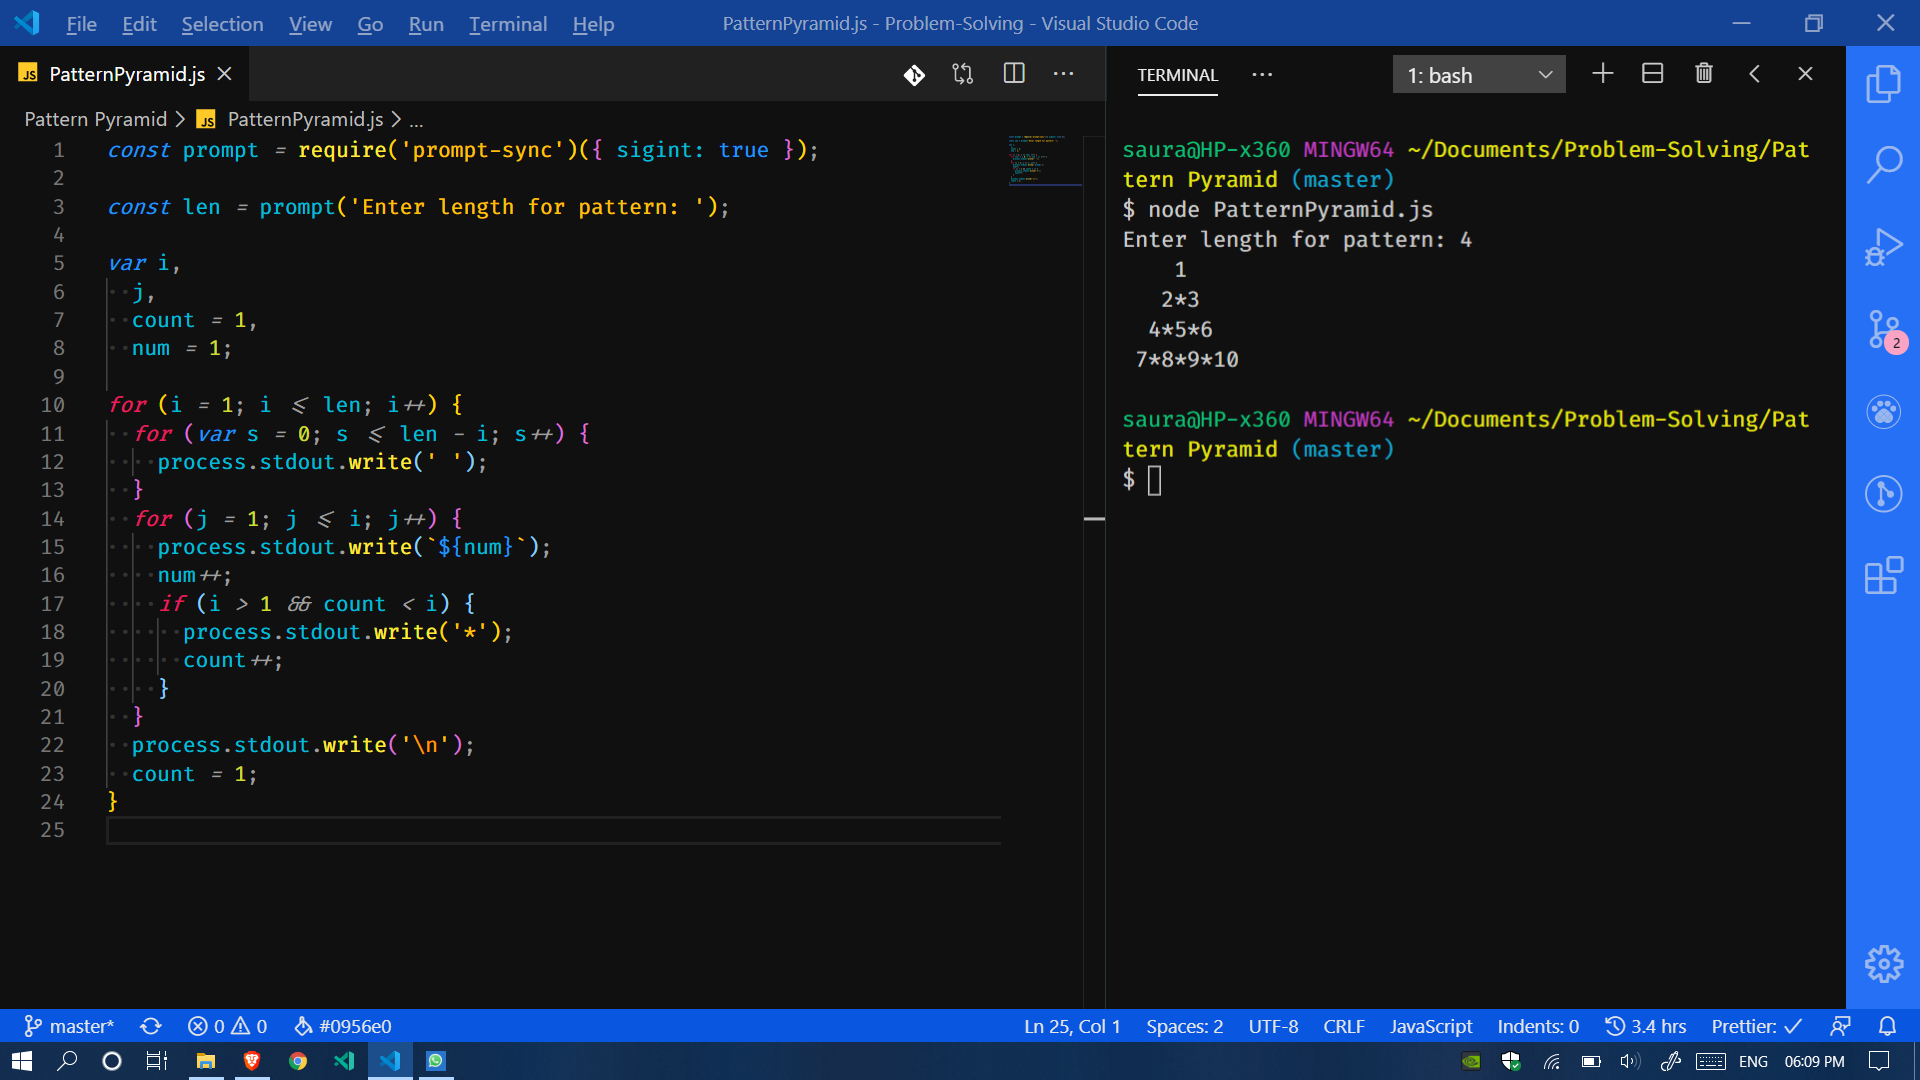 File Edit Selection View Go Run Terminal Help
PatternPyramid.js - Problem-Solving - Visual Studio Code
JS PatternPyramid.js
Pattern Pyramid > JS PatternPyramid.js > ...
1 const prompt = require('prompt-sync')({ sigint: true });
2
3 const len = prompt('Enter length for pattern: ');
4
5 var i,
6   j,
7   count = 1,
8   num = 1;
9
10 for (i = 1; i <= len; i++) {
11   for (var s = 0; s <= len - i; s++) {
12     process.stdout.write(' ');
13   }
14   for (j = 1; j <= i; j++) {
15     process.stdout.write(`${num}`);
16     num++;
17     if (i > 1 && count < i) {
18       process.stdout.write('*');
19       count++;
20     }
21   }
22   process.stdout.write('\n');
23   count = 1;
24 }
25
TERMINAL ... 1: bash
saura@HP-x360 MINGW64 ~/Documents/Problem-Solving/Pat
tern Pyramid (master)
$ node PatternPyramid.js
Enter length for pattern: 4
    1
   2*3
  4*5*6
 7*8*9*10
saura@HP-x360 MINGW64 ~/Documents/Problem-Solving/Pat
tern Pyramid (master)
$
2
master* 0 0 #0956e0 Ln 25, Col 1 Spaces: 2 UTF-8 CRLF JavaScript Indents: 0 3.4 hrs Prettier: ✓
ENG 06:09 PM